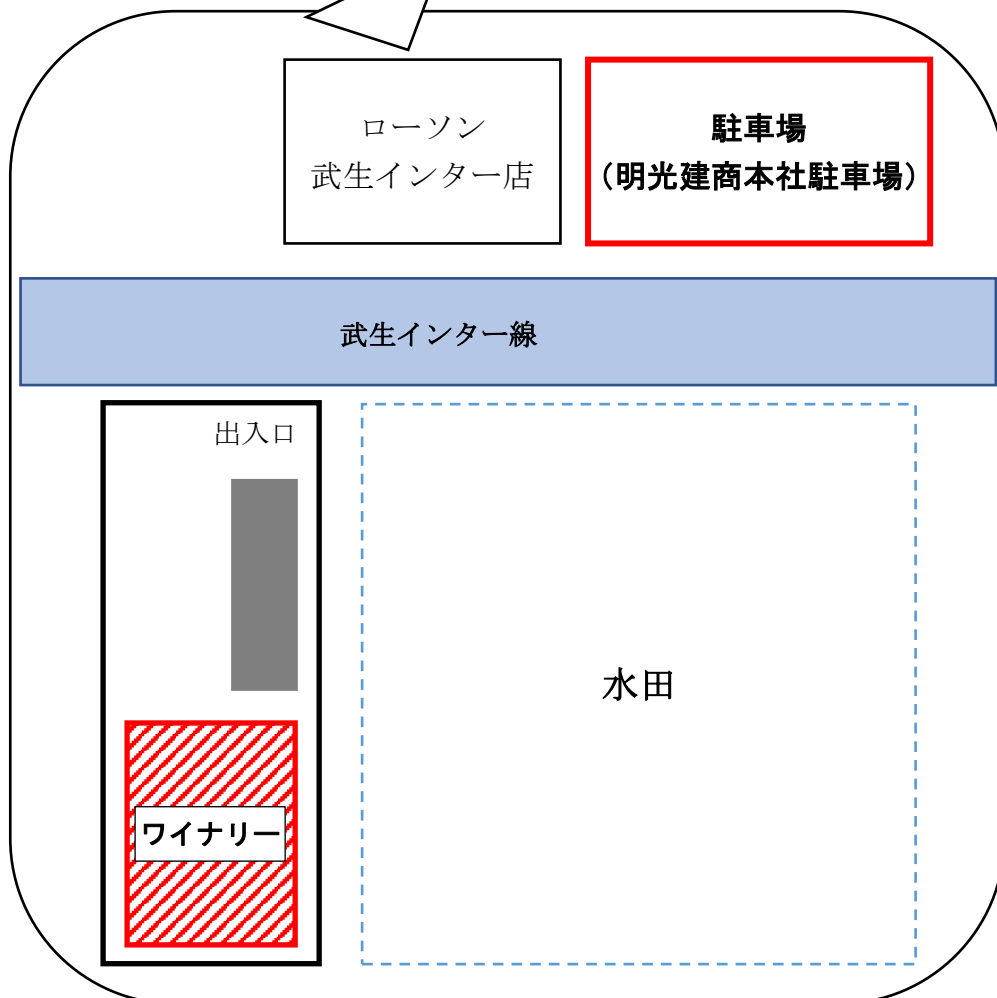 ローソン
武生インター店
駐車場
（明光建商本社駐車場）
武生インター線
出入口
水田
ワイナリー